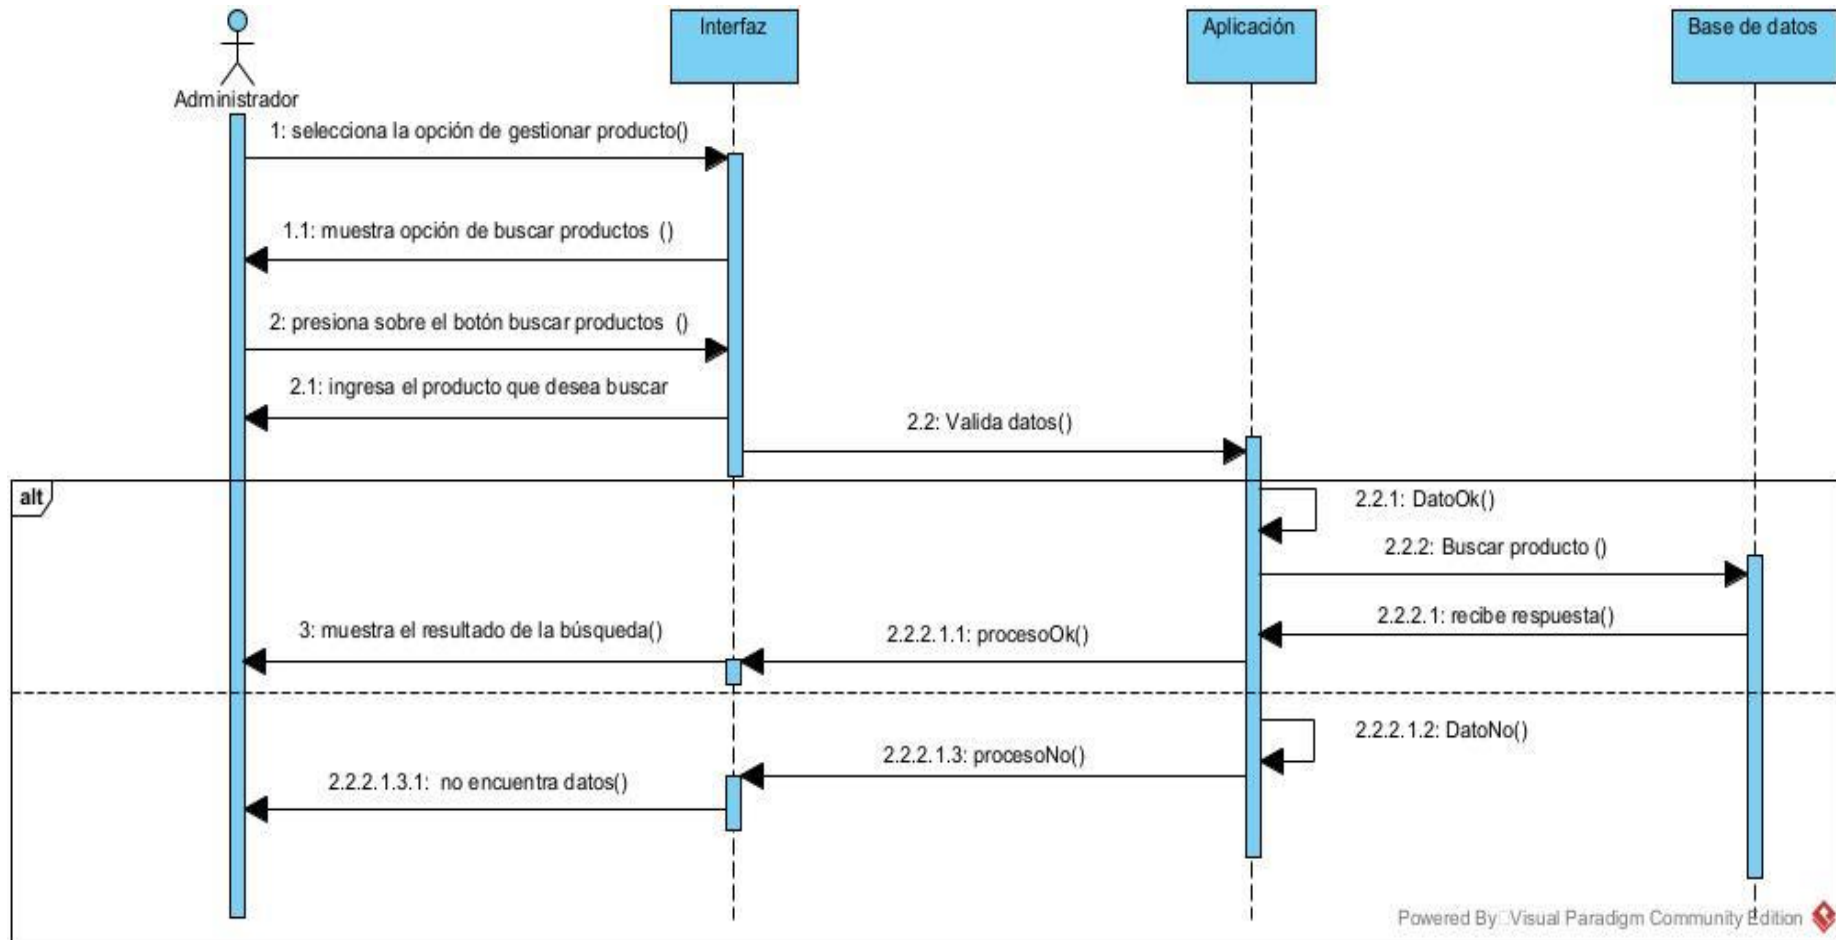 Interfaz
Aplicación
Base de datos
Administrador
1: selecciona la opción de gestionar producto()
1.1: muestra opción de buscar productos ()
2: presiona sobre el botón buscar productos ()
2.1: ingresa el producto que desea buscar
2.2: Valida datos()
alt
2.2.1: DatoOk()
2.2.2: Buscar producto ()
2.2.2.1: recibe respuesta()
3: muestra el resultado de la búsqueda()
2.2.2.1.1: procesoOk()
2.2.2.1.2: DatoNo()
2.2.2.1.3: procesoNo()
2.2.2.1.3.1: no encuentra datos()
Powered By Visual Paradigm Community Edition